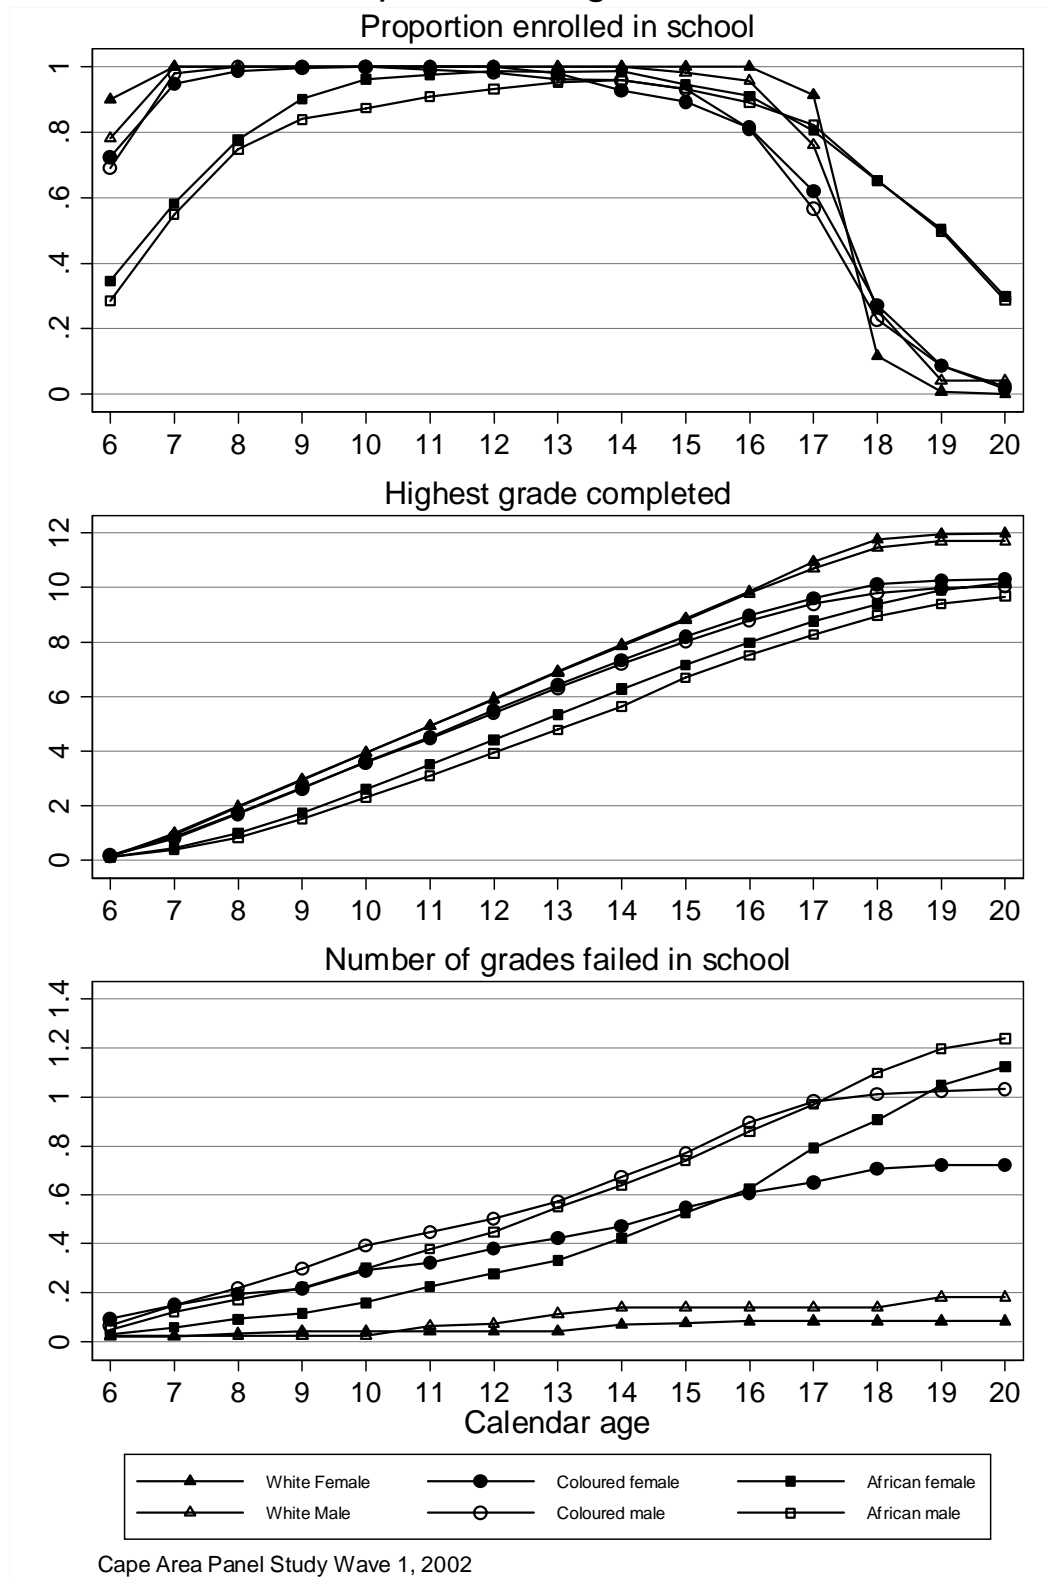 Proportion enrolled in school
1
.8
.6
.4
.2
0
6 7 8 9 10 11 12 13 14 15 16 17 18 19 20
Highest grade completed
12
10
8
6
4
2
0
6 7 8 9 10 11 12 13 14 15 16 17 18 19 20
Number of grades failed in school
1.4
1.2
1
.8
.6
.4
.2
0
6 7 8 9 10 11 12 13 14 15 16 17 18 19 20
Calendar age
White Female Coloured female African female
White Male Coloured male African male
Cape Area Panel Study Wave 1, 2002